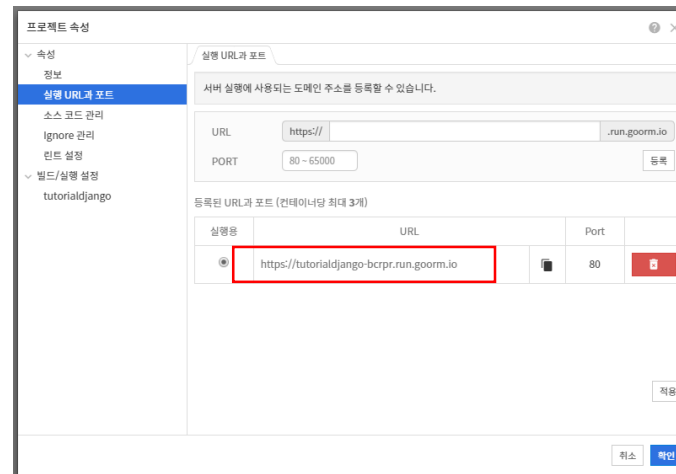 프로젝트 속성
속성
정보
실행 URL과 포트
소스 코드 관리
Ignore 관리
린트 설정
빌드/실행 설정
tutorialdjango
실행 URL과 포트
서버 실행에 사용되는 도메인 주소를 등록할 수 있습니다.
URL https:// .run.goorm.io
PORT 80 ~ 65000 등록
등록된 URL과 포트 (컨테이너당 최대 3개)
실행용 URL Port
https://tutorialdjango-bcrpr.run.goorm.io 80
적용
취소 확인